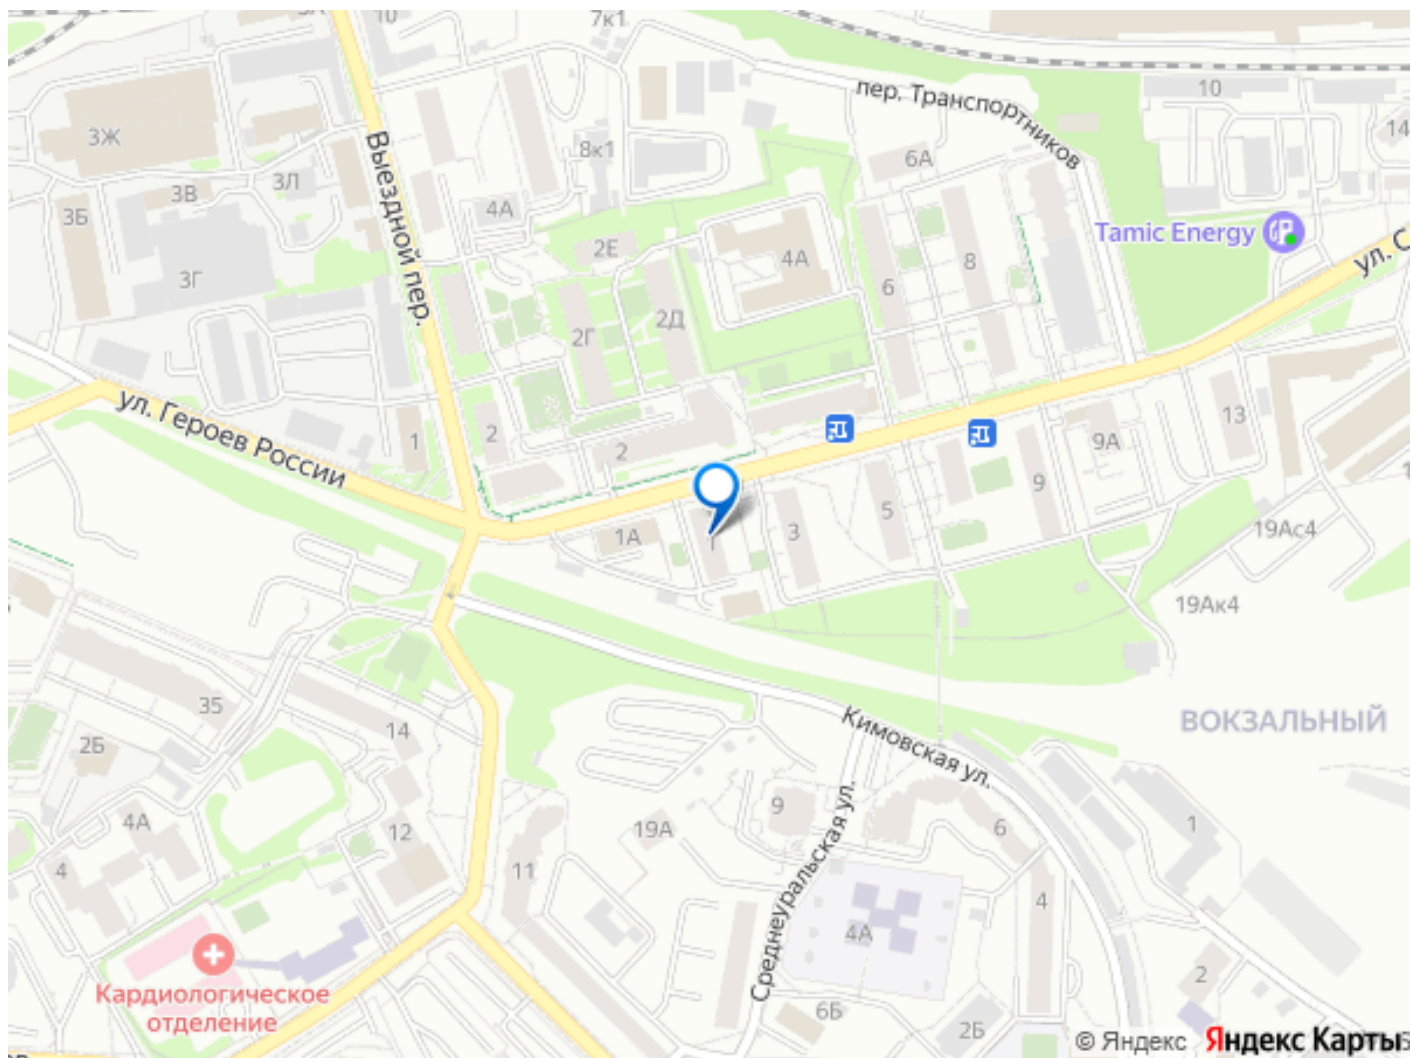 10
7к1
пер. Транспортников
10
14
3Ж
8к1
6А
Выездной пер.
3Л
3В
3Б
4А
Tamic Energy
2Е
4А
8
ул. С
3Г
6
2Д
2Г
ул. Героев России
1
2
2
13
9А
9
5
3
1А
1
19Ас4
19Ак4
35
14
2Б
Кимовская ул.
ВОКЗАЛЬНЫЙ
4А
12
19А
9
6
1
4
11
Среднеуральская ул.
4
4А
Кардиологическое
отделение
2
6Б
2Б
© Яндекс Яндекс Карты